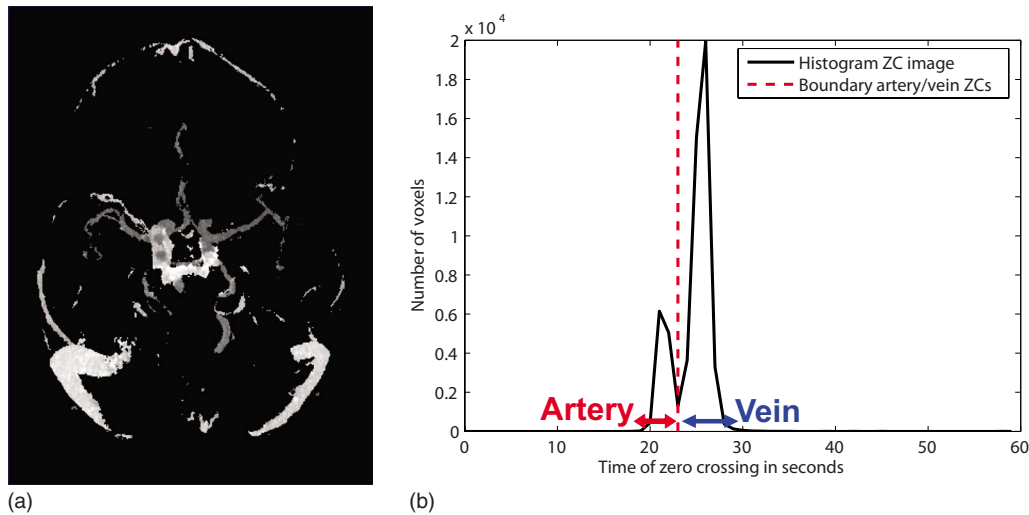 x 10⁴
2
1.8
1.6
1.4
1.2
1
0.8
0.6
0.4
0.2
0
Number of voxels
Histogram ZC image
Boundary artery/vein ZCs
Artery
Vein
0 10 20 30 40 50 60
Time of zero crossing in seconds
(a)
(b)